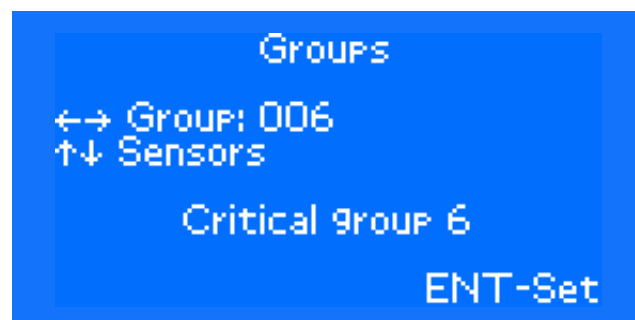 Groups
←→ Group: 006
↑↓ Sensors
Critical group 6
ENT-Set